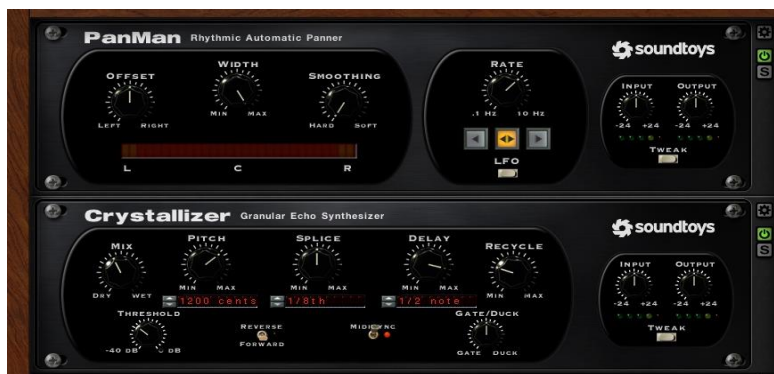 PanMan Rhythmic Automatic Panner
soundtoys
OFFSET
LEFT RIGHT
WIDTH
MIN MAX
SMOOTHING
HARD SOFT
L C R
RATE
.1 Hz 10 Hz
LFO
INPUT OUTPUT
-24 +24 -24 +24
TWEAK
S
Crystallizer Granular Echo Synthesizer
soundtoys
MIX
DRY WET
PITCH
MIN MAX
1200 cents
SPLICE
MIN MAX
1/8th
DELAY
MIN MAX
1/2 note
RECYCLE
MIN MAX
THRESHOLD
-40 DB 0 DB
REVERSE
FORWARD
MIDISYNC
GATE/DUCK
GATE DUCK
INPUT OUTPUT
-24 +24 -24 +24
TWEAK
S